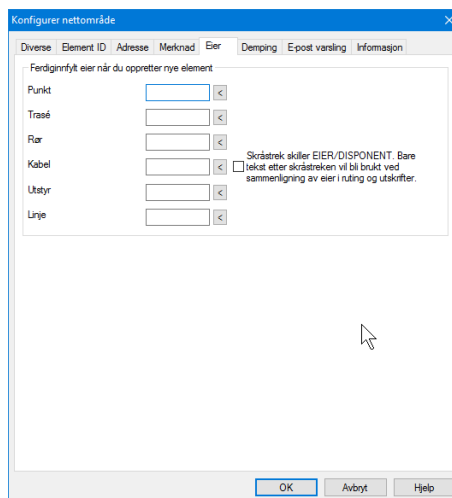 Konfigurer nettområde
Diverse Element ID Adresse Merknad Eier Demping E-post varsling Informasjon
Ferdiginnfylt eier når du oppretter nye element
Punkt <
Trasé <
Rør <
Kabel <
Skråstrek skiller EIER/DISPONENT. Bare
tekst etter skråstreken vil bli brukt ved
sammenligning av eier i ruting og utskrifter.
Utstyr <
Linje <
OK Avbryt Hjelp